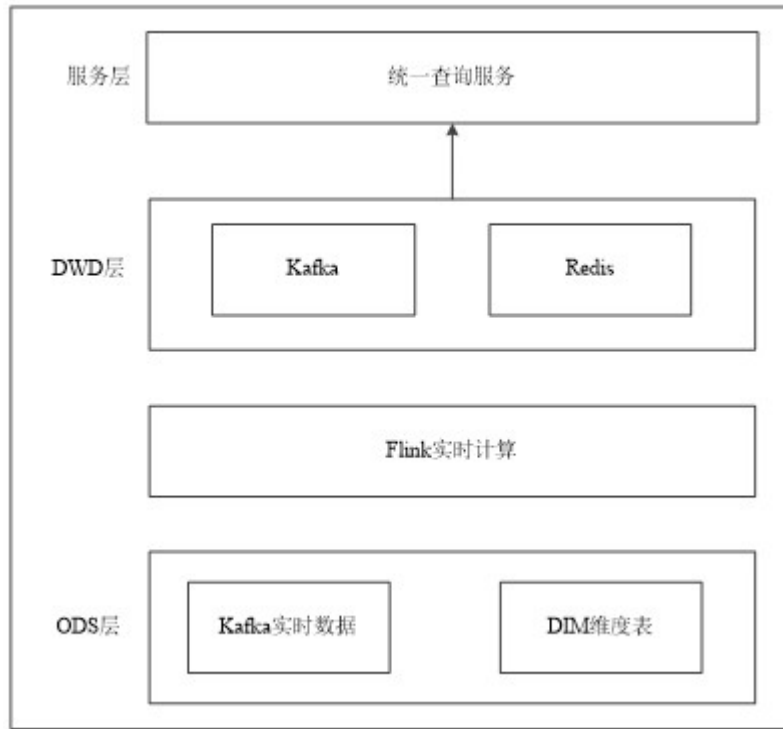 服务层
统一查询服务
DWD层
Kafka
Redis
Flink实时计算
ODS层
Kafka实时数据
DIM维度表